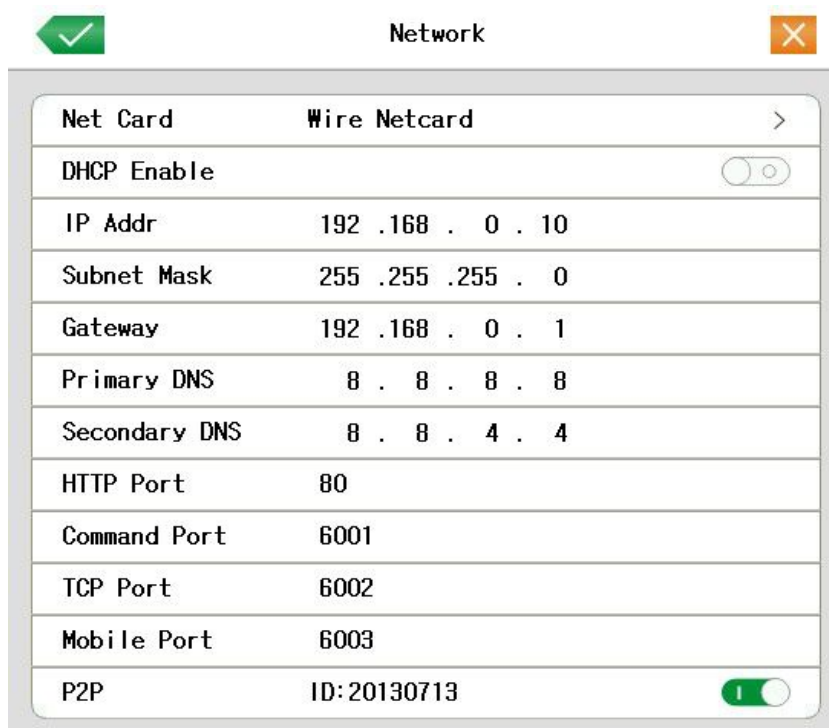 Network
Net Card Wire Netcard >
DHCP Enable
IP Addr 192 .168 . 0 . 10
Subnet Mask 255 .255 .255 . 0
Gateway 192 .168 . 0 . 1
Primary DNS 8 . 8 . 8 . 8
Secondary DNS 8 . 8 . 4 . 4
HTTP Port 80
Command Port 6001
TCP Port 6002
Mobile Port 6003
P2P ID:20130713